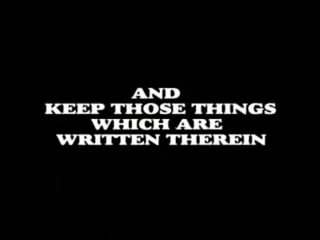 AND
KEEP THOSE THINGS
WHICH ARE
WRITTEN THEREIN